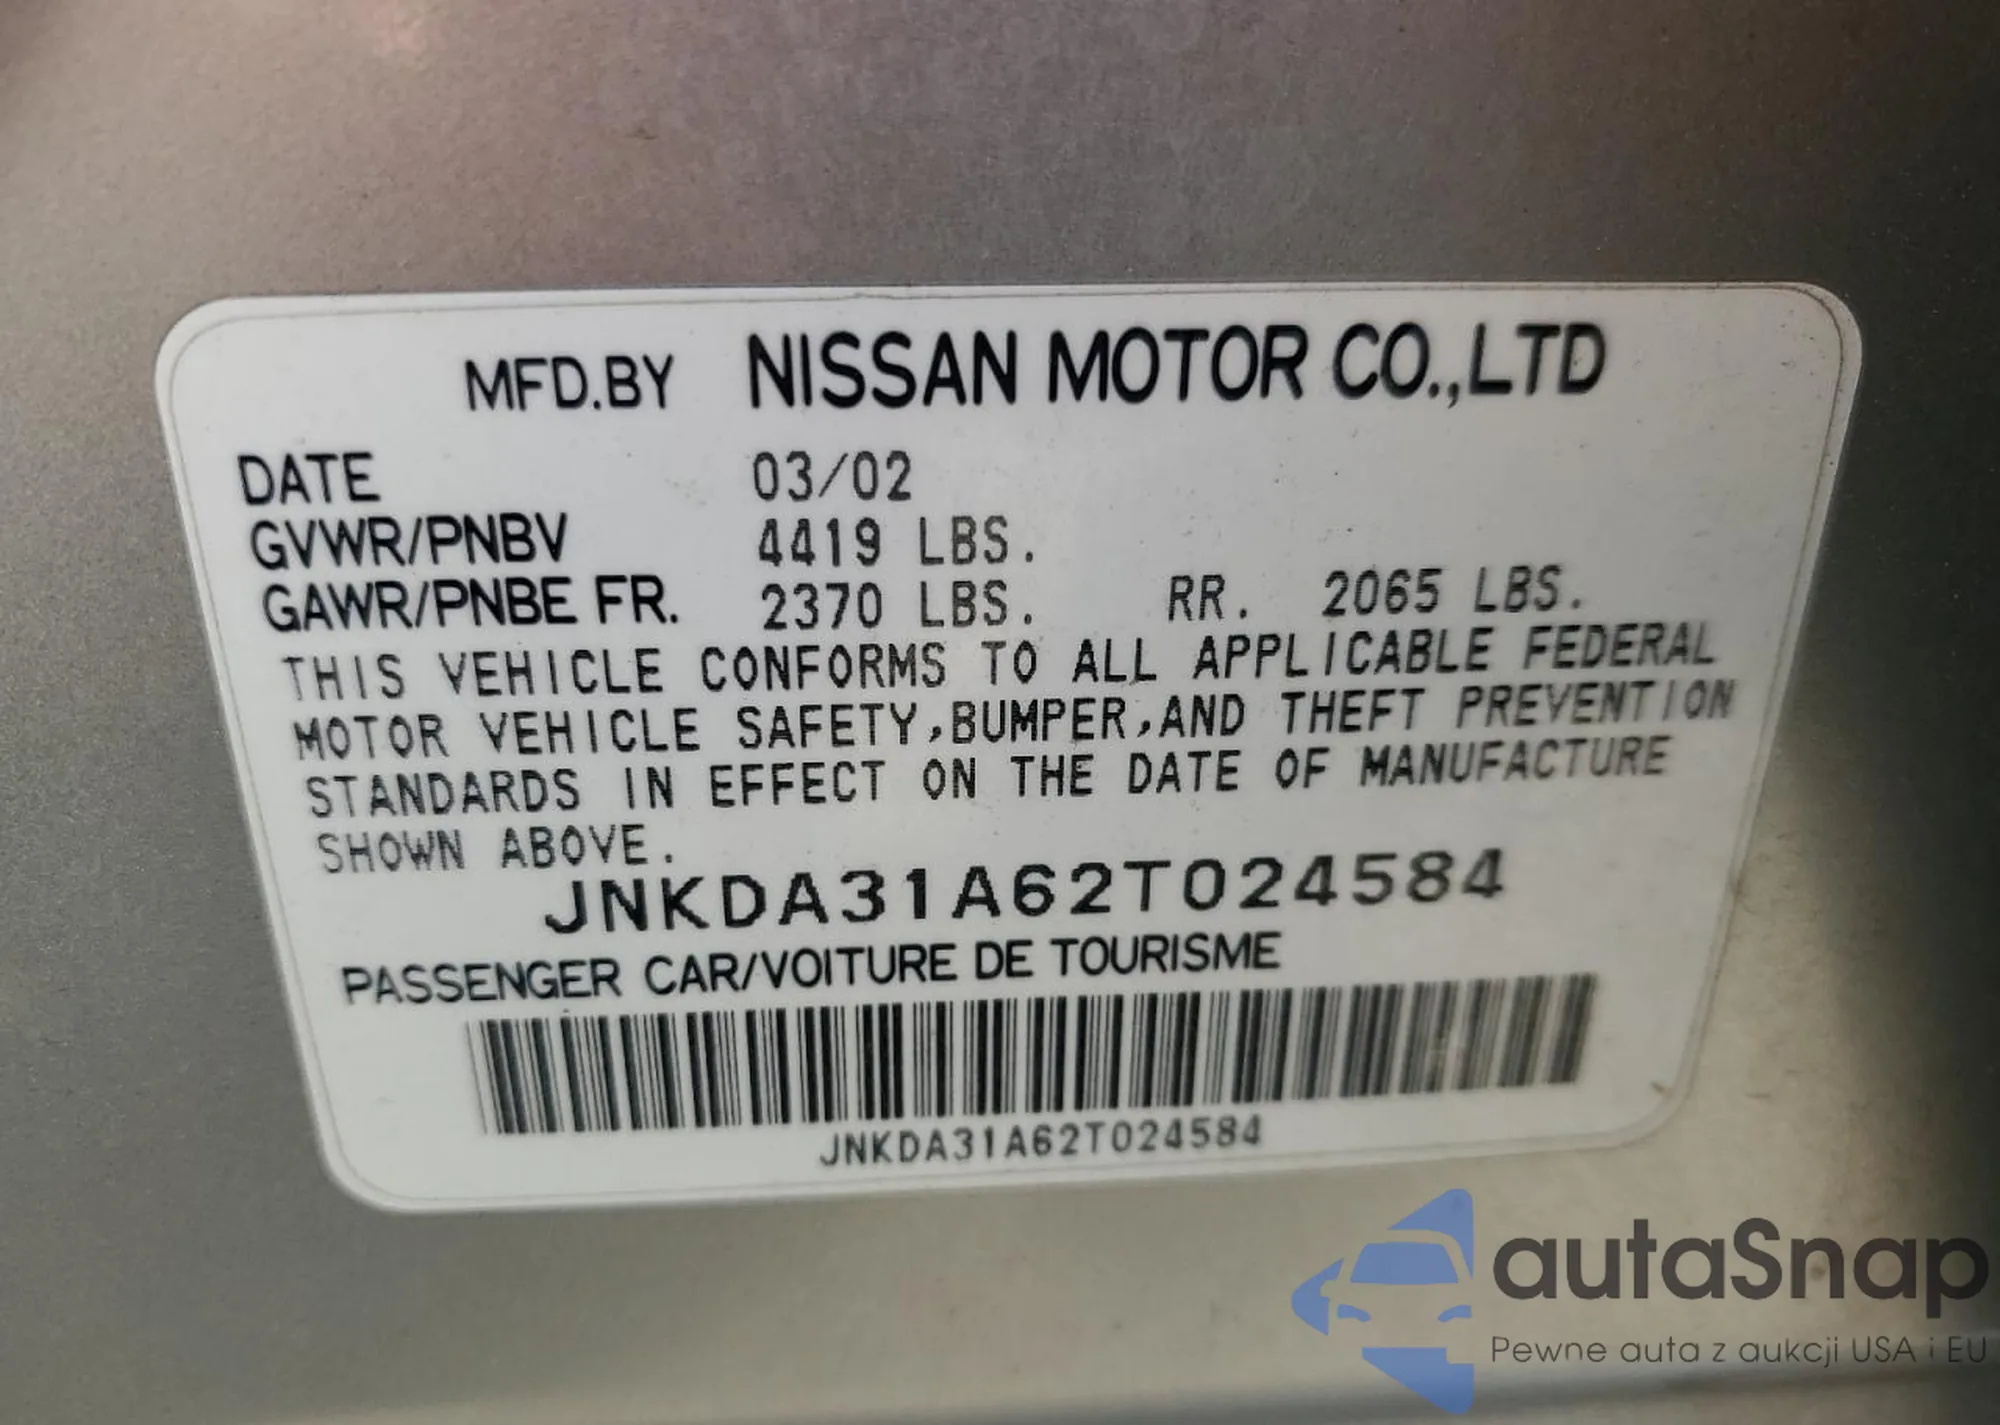 MFD.BY NISSAN MOTOR CO.,LTD
DATE 03/02
GVWR/PNBV 4419 LBS.
GAWR/PNBE FR. 2370 LBS. RR. 2065 LBS.
THIS VEHICLE CONFORMS TO ALL APPLICABLE FEDERAL
MOTOR VEHICLE SAFETY,BUMPER,AND THEFT PREVENTION
STANDARDS IN EFFECT ON THE DATE OF MANUFACTURE
SHOWN ABOVE.
JNKDA31A62T024584
PASSENGER CAR/VOITURE DE TOURISME
JNKDA31A62T024584
autaSnap
Pewne auta z aukcji USA i EU